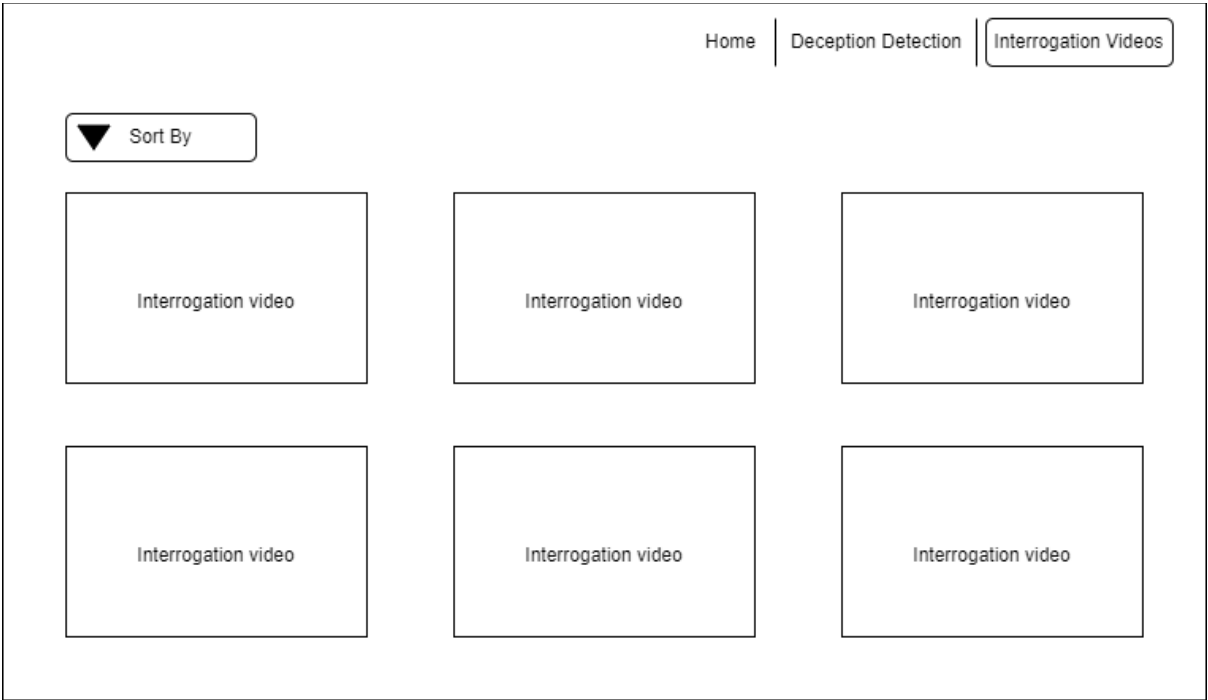 Home
Deception Detection
Interrogation Videos
Sort By
Interrogation video
Interrogation video
Interrogation video
Interrogation video
Interrogation video
Interrogation video